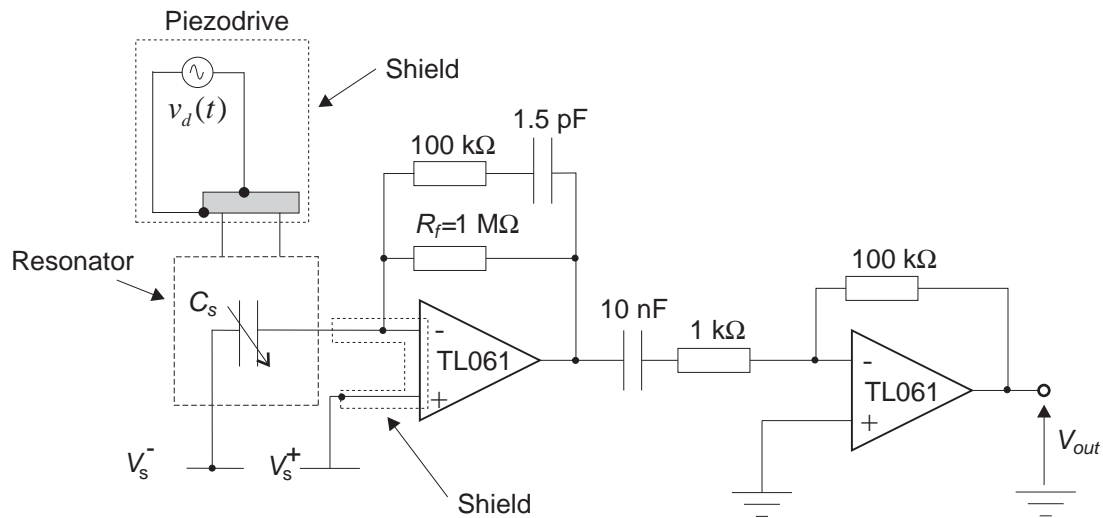 Piezodrive
Shield
v_d(t)
1.5 pF
100 kΩ
R_f=1 MΩ
Resonator
C_s
100 kΩ
10 nF
1 kΩ
-
TL061
+
-
TL061
+
V_s^-
V_s^+
V_out
Shield